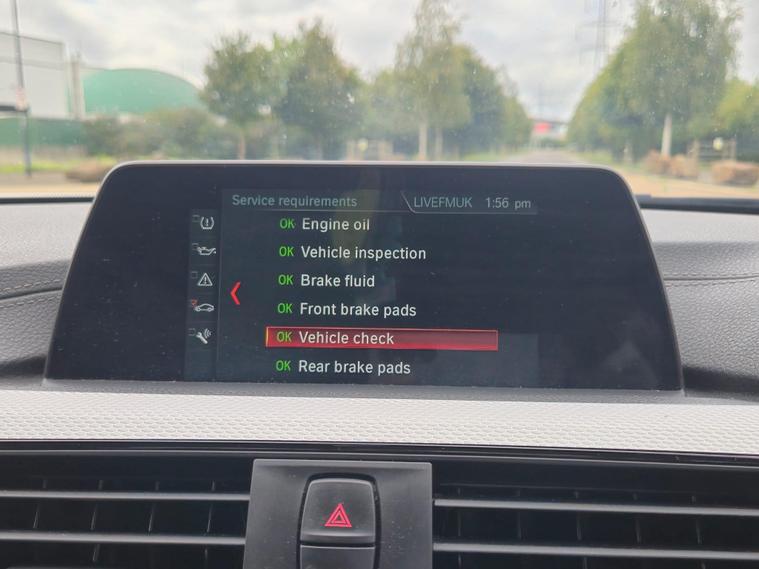 Service requirements LIVEFMUK 1:56 pm
OK Engine oil
OK Vehicle inspection
OK Brake fluid
OK Front brake pads
OK Vehicle check
OK Rear brake pads